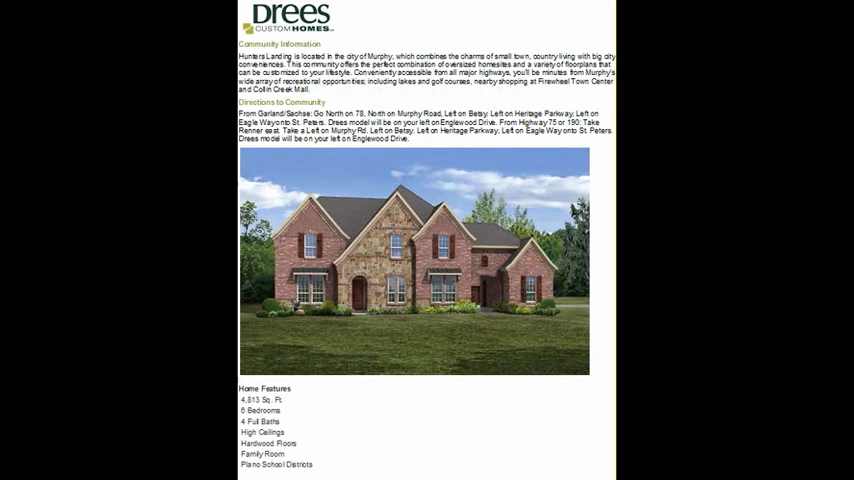 Drees
CUSTOM HOMES
Community Information
Hunters Landing is located in the city of Murphy, which combines the charms of small town, country living with big city
conveniences. This community offers the perfect combination of oversized homesites and a variety of floorplans that
can be customized to your lifestyle. Conveniently accessible from all major highways, you'll be minutes from Murphy's
wide array of recreational opportunities; including lakes and golf courses, nearby shopping at Firewheel Town Center
and Collin Creek Mall.
Directions to Community
From Garland/Sachse: Go North on 78, North on Murphy Road, Left on Betsy. Left on Heritage Parkway, Left on
Eagle Way onto St. Peters. Drees model will be on your left on Englewood Drive. From Highway 75 or 190: Take
Renner east. Take a Left on Murphy Rd. Left on Betsy. Left on Heritage Parkway, Left on Eagle Way onto St. Peters.
Drees model will be on your left on Englewood Drive.
Home Features
4,813 Sq. Ft.
6 Bedrooms
4 Full Baths
High Ceilings
Hardwood Floors
Family Room
Plano School Districts